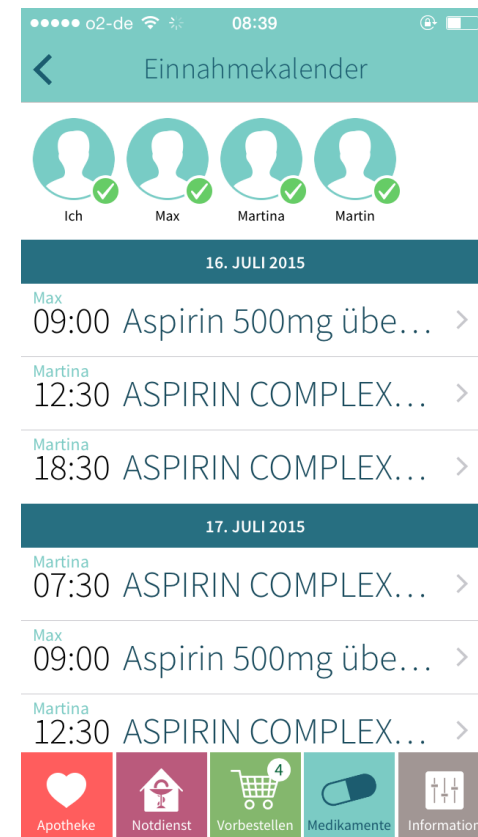 o2-de 08:39
Einnahmekalender
Ich Max Martina Martin
16. JULI 2015
Max
09:00 Aspirin 500mg übe...
Martina
12:30 ASPIRIN COMPLEX...
Martina
18:30 ASPIRIN COMPLEX...
17. JULI 2015
Martina
07:30 ASPIRIN COMPLEX...
Max
09:00 Aspirin 500mg übe...
Martina
12:30 ASPIRIN COMPLEX...
4
Apotheke Notdienst Vorbestellen Medikamente Information